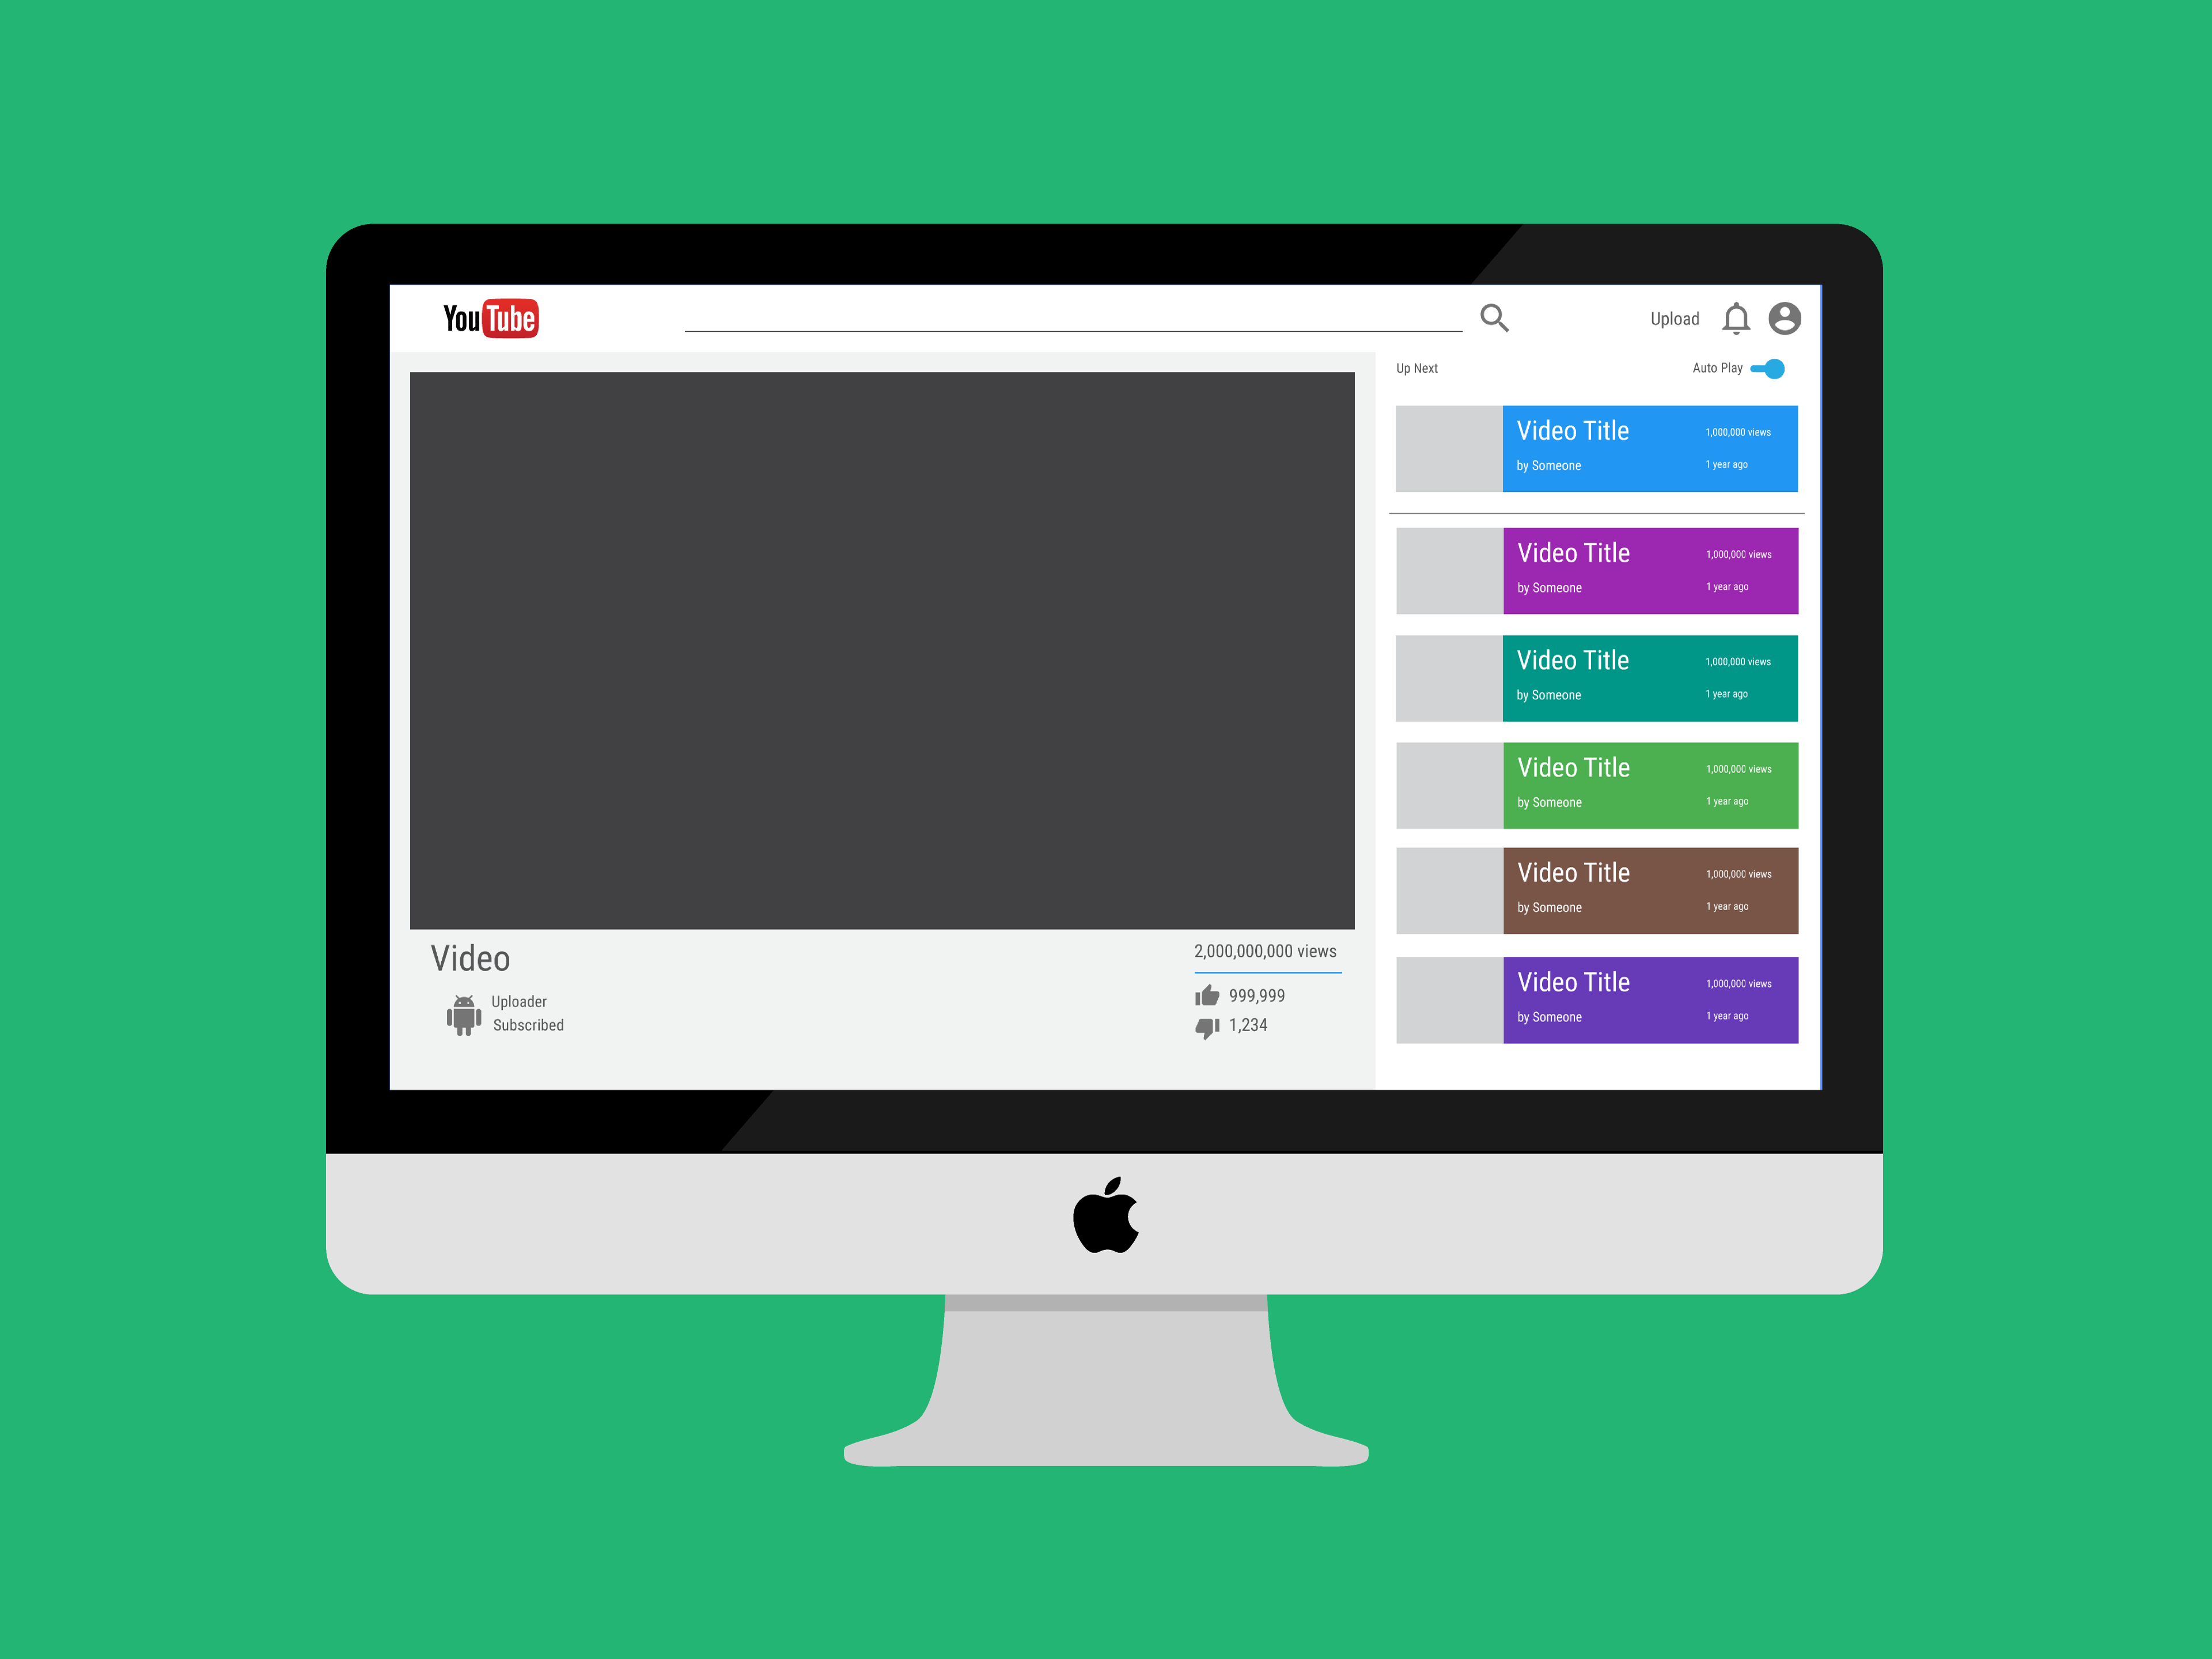 YouTube
Upload
Up Next
Auto Play
Video Title
1,000,000 views
by Someone
1 year ago
Video Title
1,000,000 views
by Someone
1 year ago
Video Title
1,000,000 views
by Someone
1 year ago
Video Title
1,000,000 views
by Someone
1 year ago
Video Title
1,000,000 views
by Someone
1 year ago
Video Title
1,000,000 views
by Someone
1 year ago
Video
Uploader
Subscribed
2,000,000,000 views
999,999
1,234